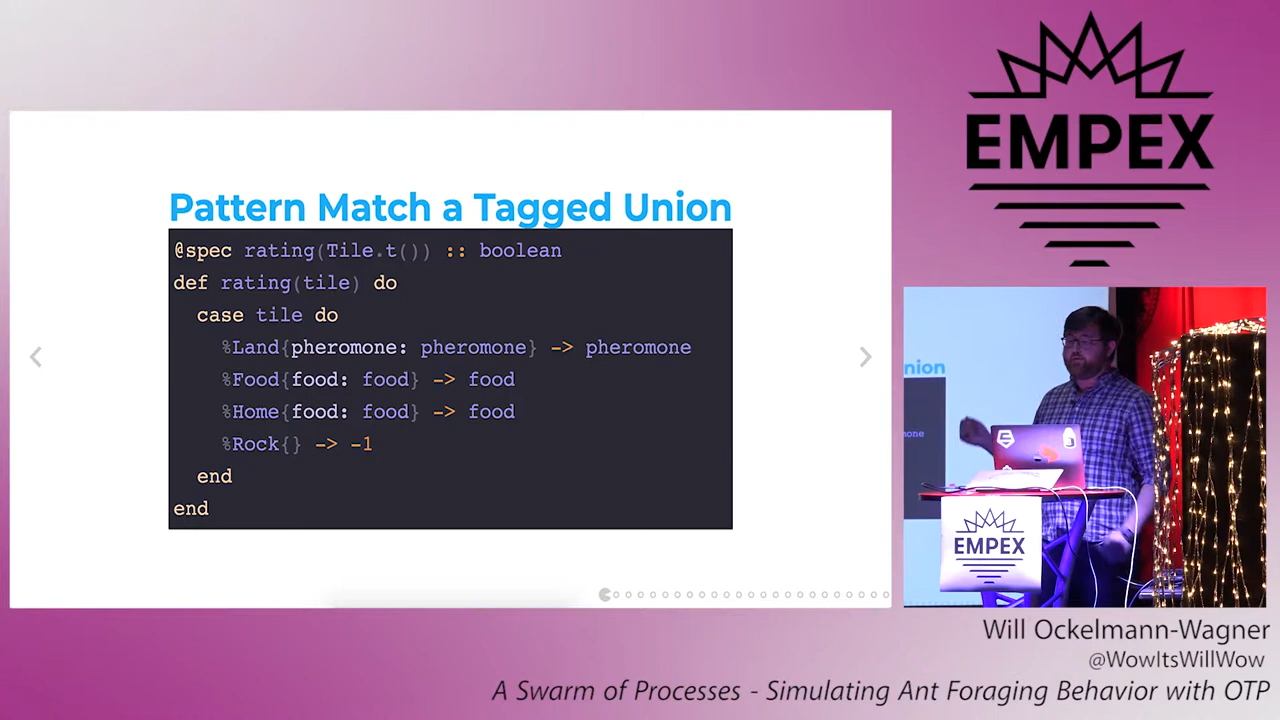 EMPEX
Pattern Match a Tagged Union
@spec rating(Tile.t()) :: boolean
def rating(tile) do
case tile do
%Land{pheromone: pheromone} -> pheromone
%Food{food: food} -> food
%Home{food: food} -> food
%Rock{} -> -1
end
end
nion
one
EMPEX
Will Ockelmann-Wagner
@WowItsWillWow
A Swarm of Processes - Simulating Ant Foraging Behavior with OTP